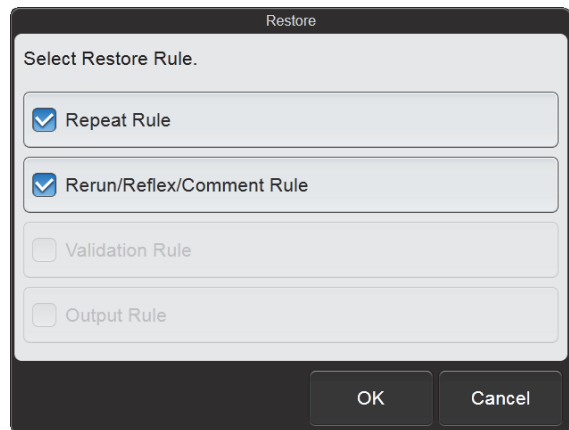 Restore
Select Restore Rule.
Repeat Rule
Rerun/Reflex/Comment Rule
Validation Rule
Output Rule
OK
Cancel